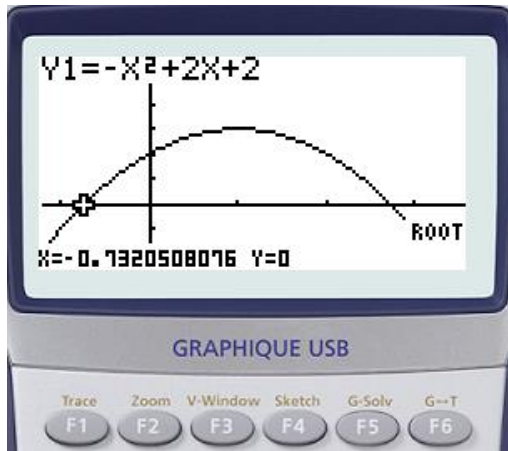 Y1=-X²+2X+2
ROOT
X=-0.7320508076 Y=0
GRAPHIQUE USB
Trace Zoom V-Window Sketch G-Solv G↔T
F1 F2 F3 F4 F5 F6